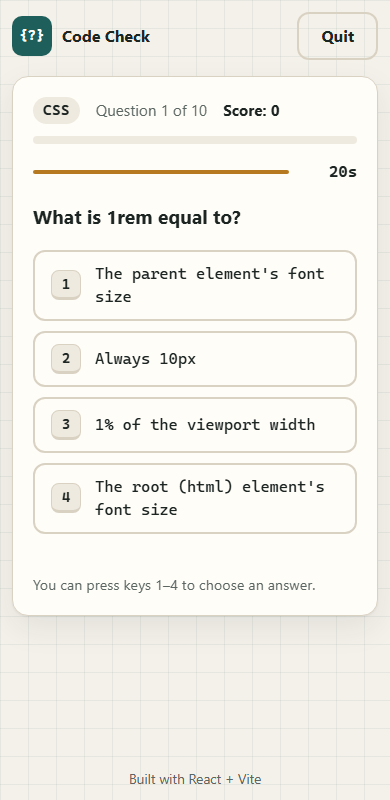 {?} Code Check Quit
CSS Question 1 of 10 Score: 0
20s
What is 1rem equal to?
1 The parent element's font
size
2 Always 10px
3 1% of the viewport width
4 The root (html) element's
font size
You can press keys 1–4 to choose an answer.
Built with React + Vite